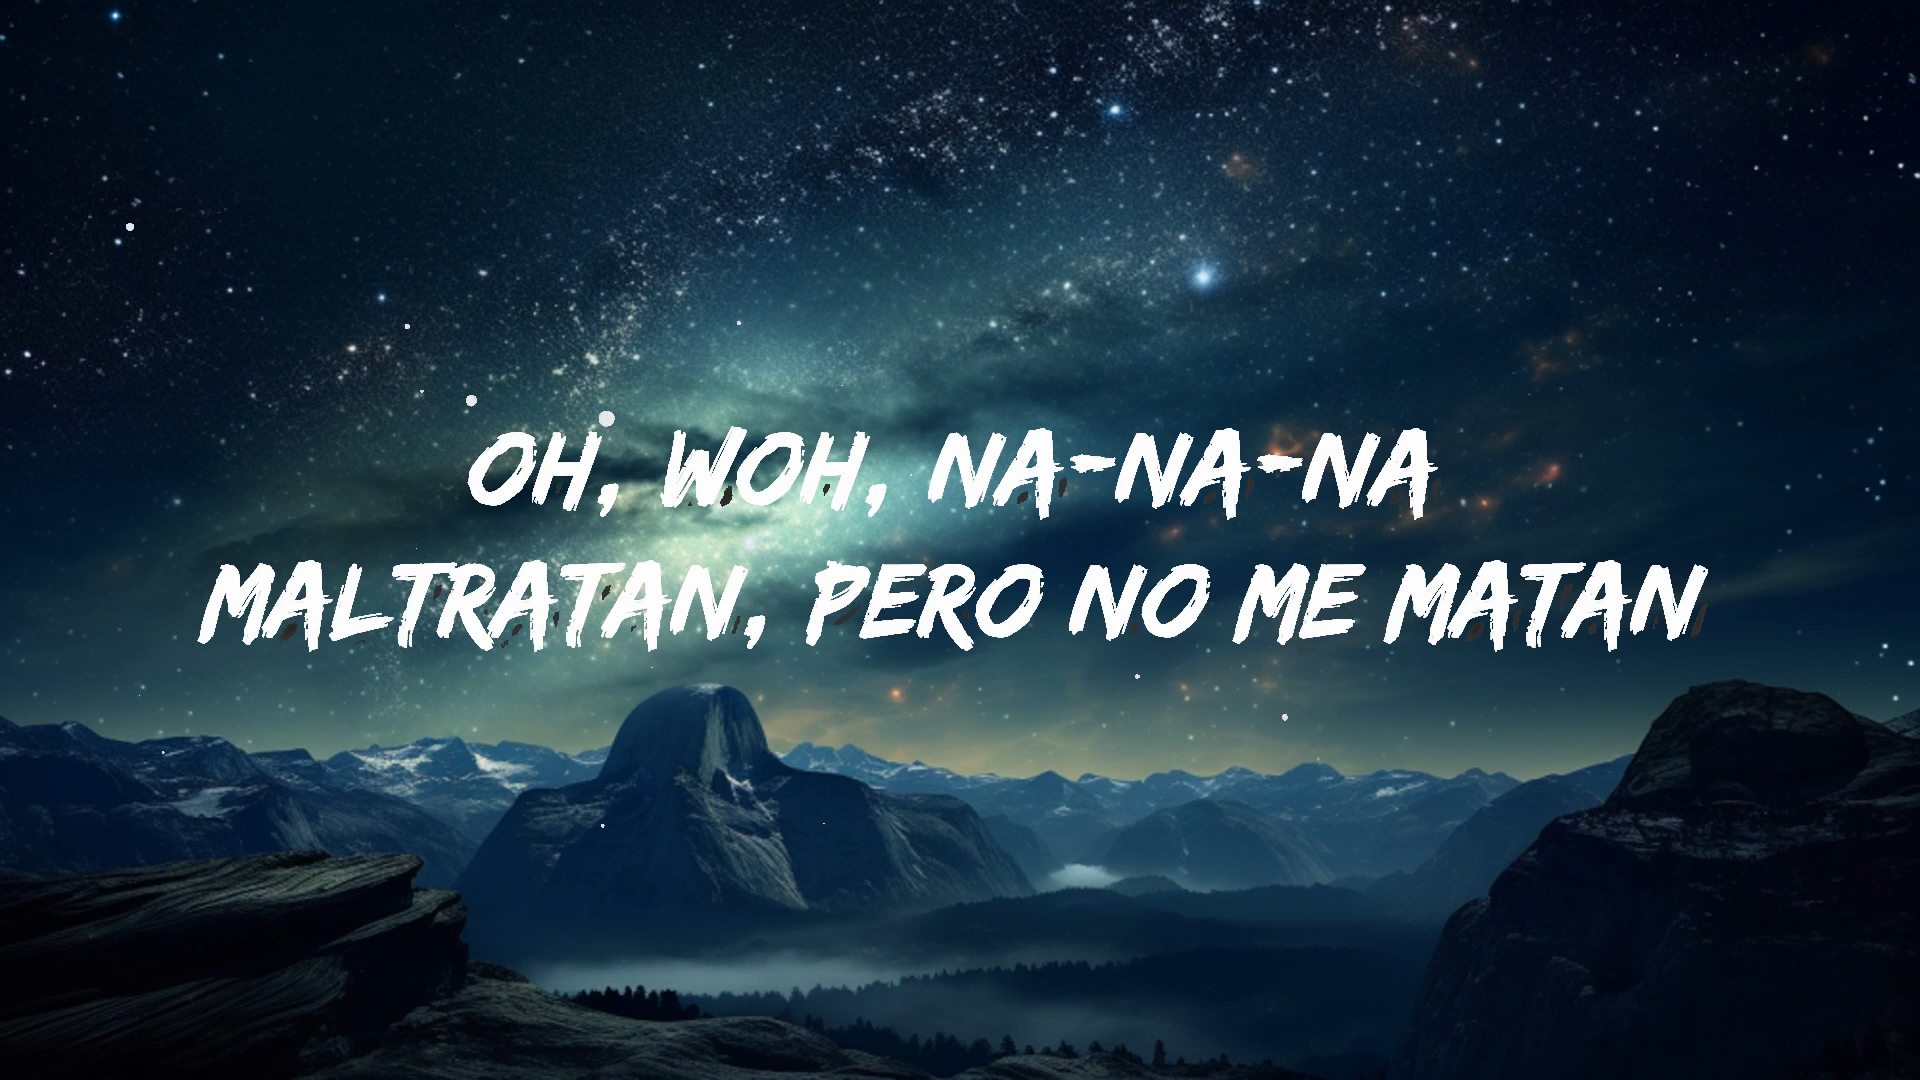 OH, WOH, NA-NA-NA
MALTRATAN, PERO NO ME MATAN